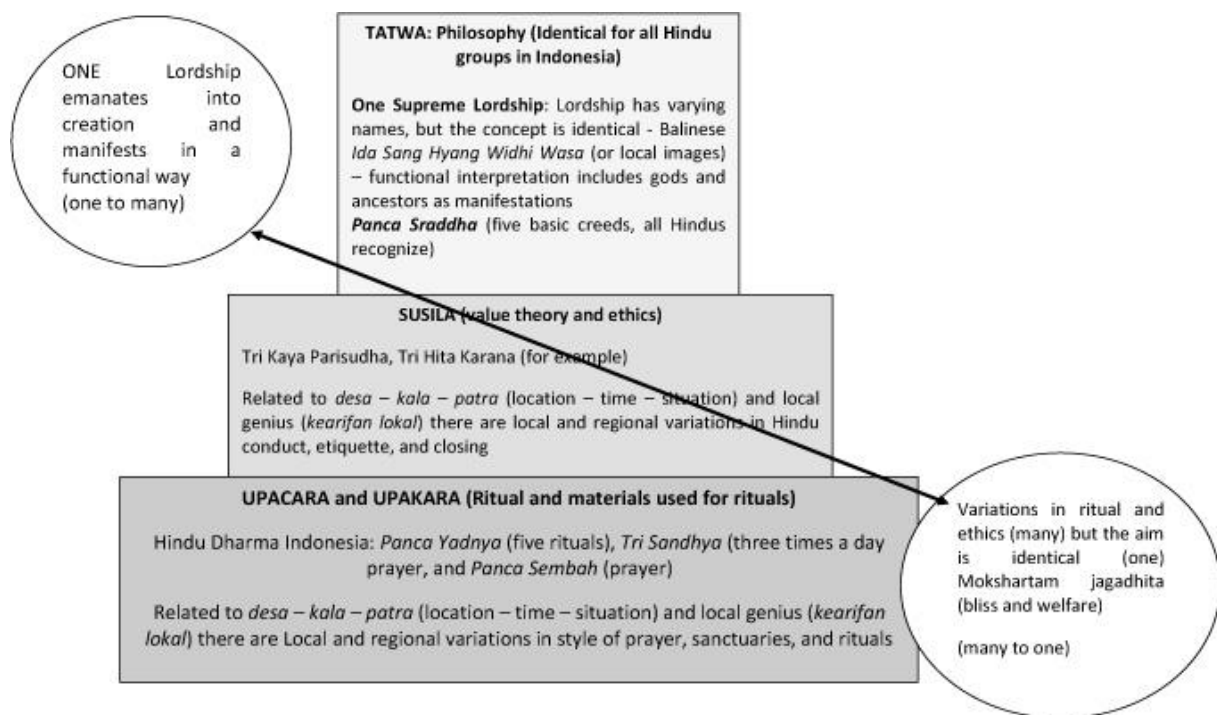 TATWA: Philosophy (Identical for all Hindu
groups in Indonesia)
One Supreme Lordship: Lordship has varying
names, but the concept is identical - Balinese
Ida Sang Hyang Widhi Wasa (or local images)
– functional interpretation includes gods and
ancestors as manifestations
Panca Sraddha (five basic creeds, all Hindus
recognize)
ONE Lordship
emanates into
creation and
manifests in a
functional way
(one to many)
SUSILA (value theory and ethics)
Tri Kaya Parisudha, Tri Hita Karana (for example)
Related to desa – kala – patra (location – time – situation) and local
genius (kearifan lokal) there are local and regional variations in Hindu
conduct, etiquette, and closing
UPACARA and UPAKARA (Ritual and materials used for rituals)
Hindu Dharma Indonesia: Panca Yadnya (five rituals), Tri Sandhya (three times a day
prayer, and Panca Sembah (prayer)
Related to desa – kala – patra (location – time – situation) and local genius (kearifan
lokal) there are Local and regional variations in style of prayer, sanctuaries, and rituals
Variations in ritual and
ethics (many) but the aim
is identical (one)
Mokshartam jagadhita
(bliss and welfare)
(many to one)